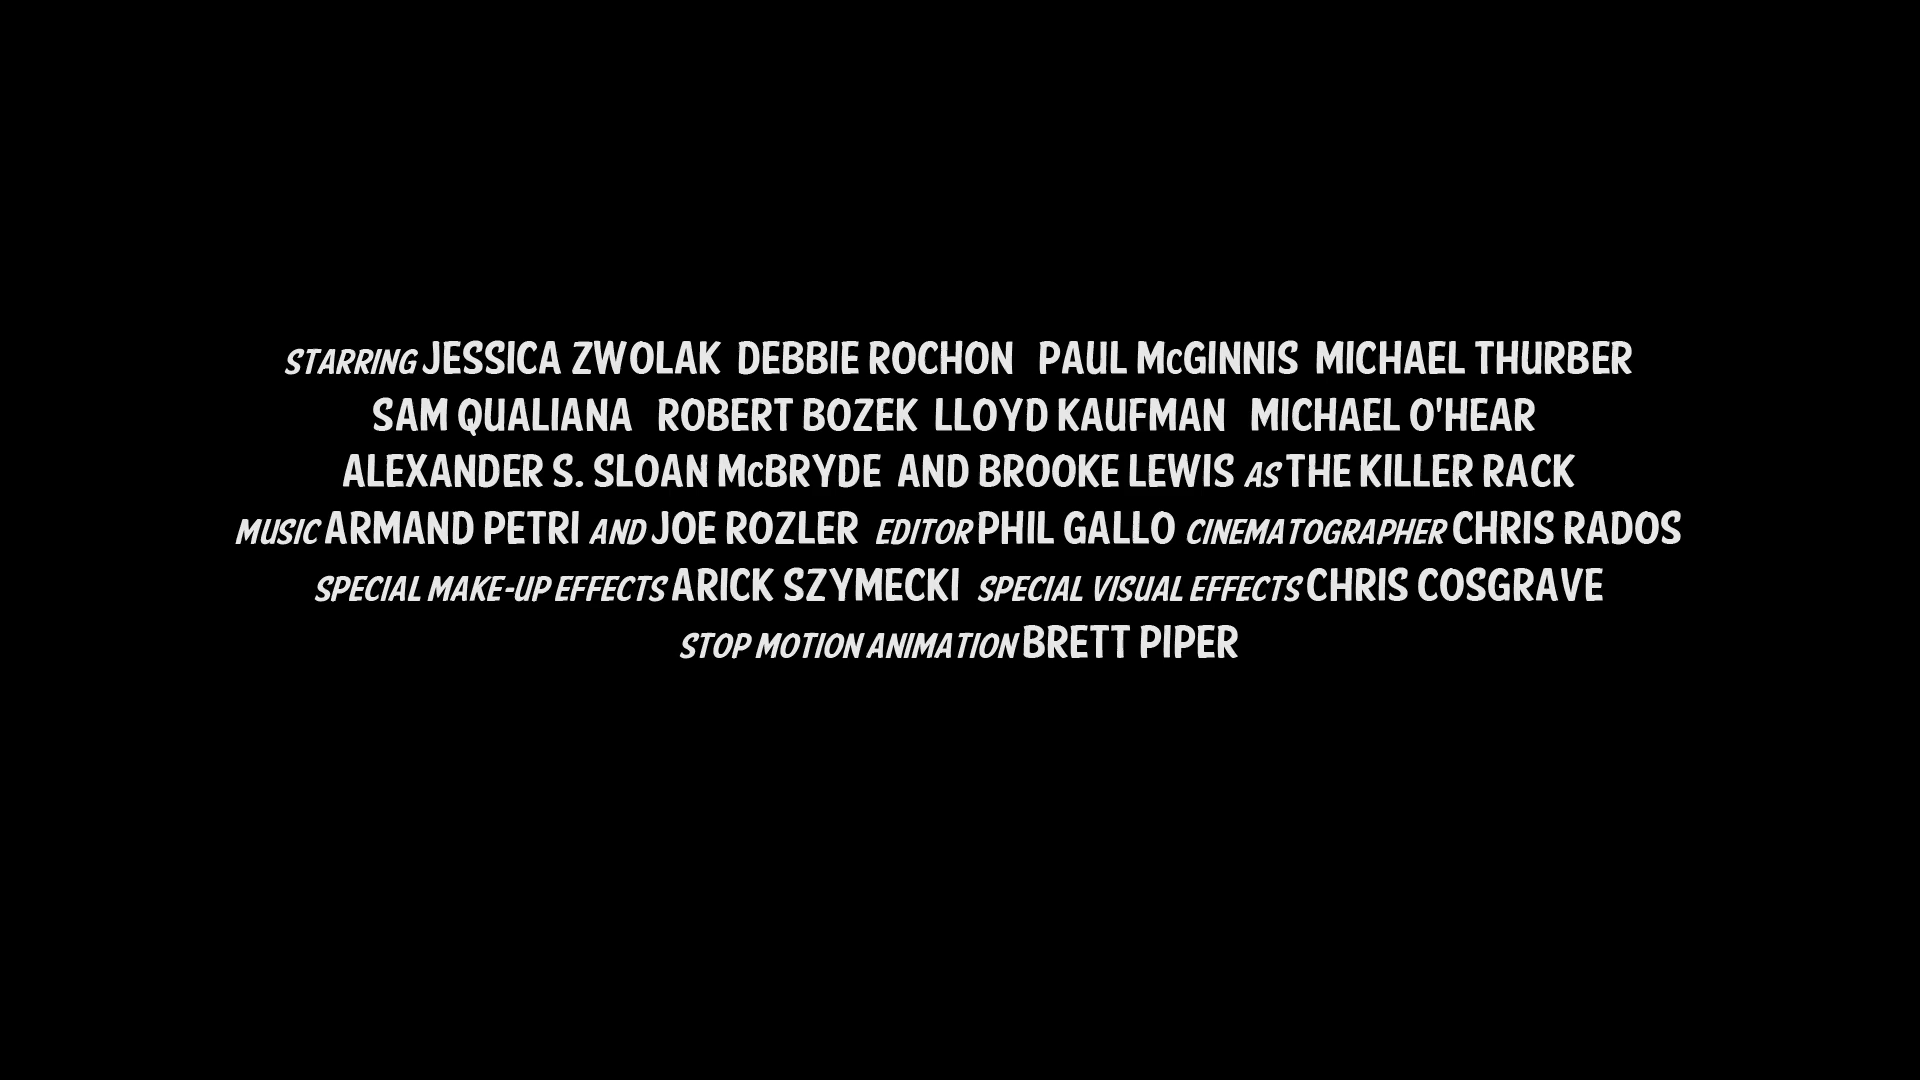 STARRING JESSICA ZWOLAK DEBBIE ROCHON PAUL McGINNIS MICHAEL THURBER
SAM QUALIANA ROBERT BOZEK LLOYD KAUFMAN MICHAEL O'HEAR
ALEXANDER S. SLOAN McBRYDE AND BROOKE LEWIS AS THE KILLER RACK
MUSIC ARMAND PETRI AND JOE ROZLER EDITOR PHIL GALLO CINEMATOGRAPHER CHRIS RADOS
SPECIAL MAKE-UP EFFECTS ARICK SZYMECKI SPECIAL VISUAL EFFECTS CHRIS COSGRAVE
STOP MOTION ANIMATION BRETT PIPER